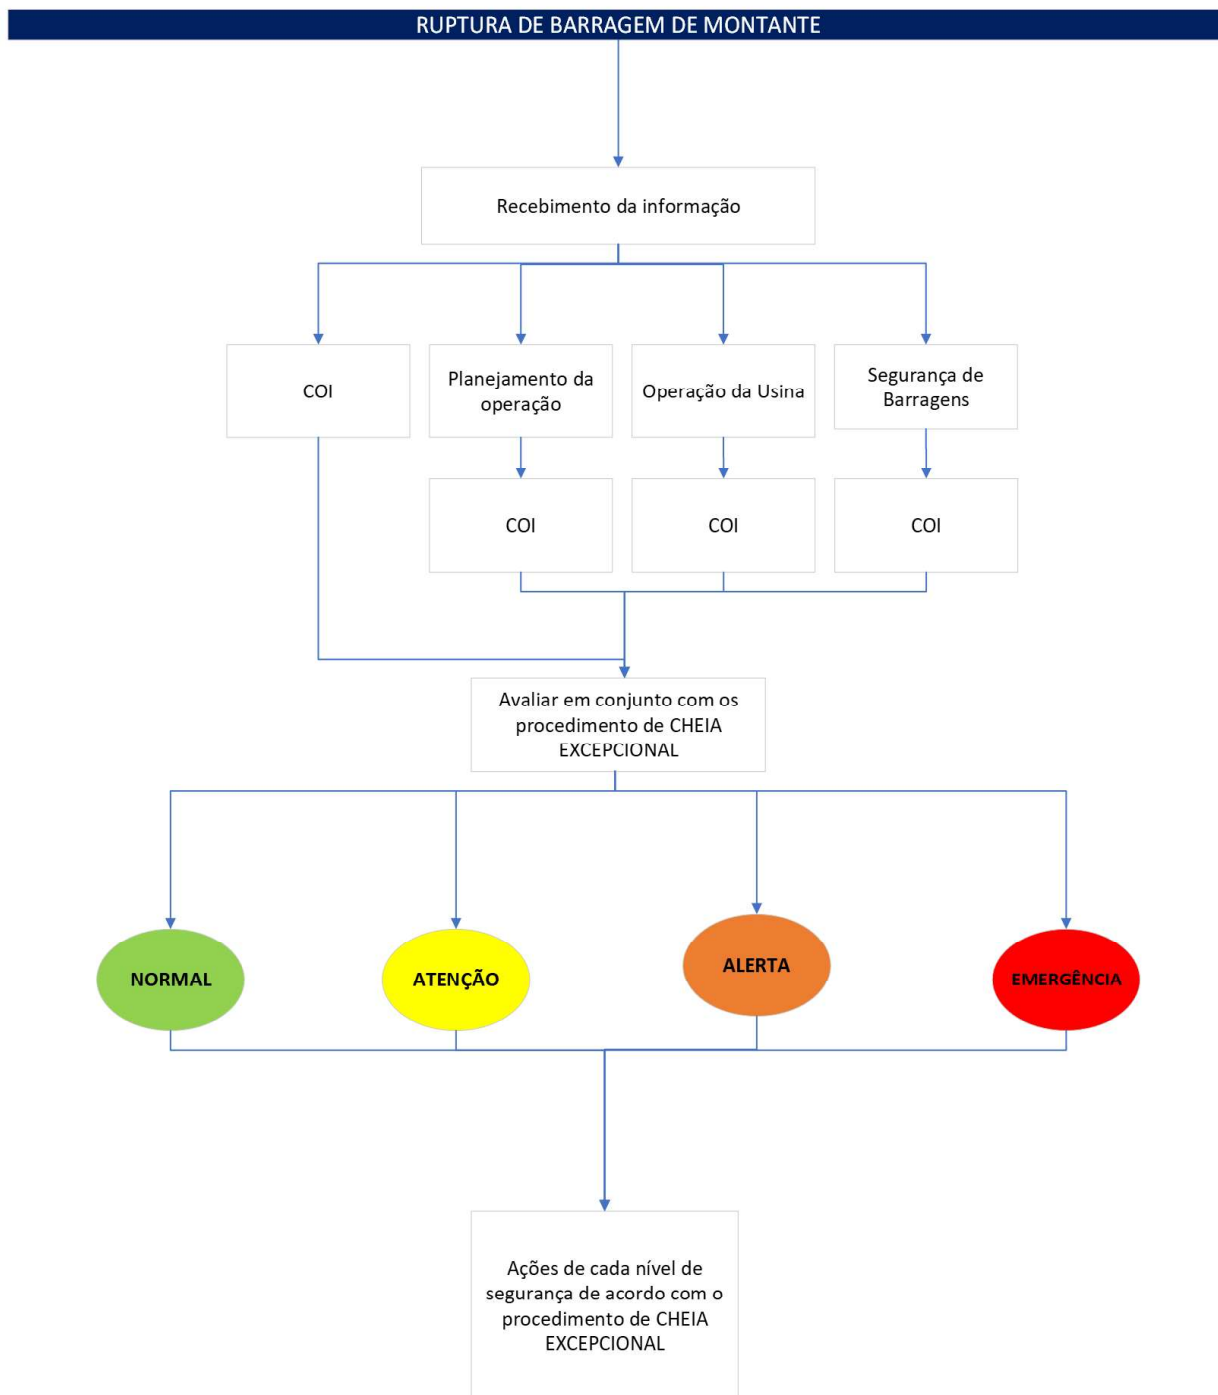 RUPTURA DE BARRAGEM DE MONTANTE
Recebimento da informação
COI
Planejamento da
operação
Operação da Usina
Segurança de
Barragens
COI
COI
COI
Avaliar em conjunto com os
procedimento de CHEIA
EXCEPCIONAL
NORMAL
ATENÇÃO
ALERTA
EMERGÊNCIA
Ações de cada nível de
segurança de acordo com o
procedimento de CHEIA
EXCEPCIONAL